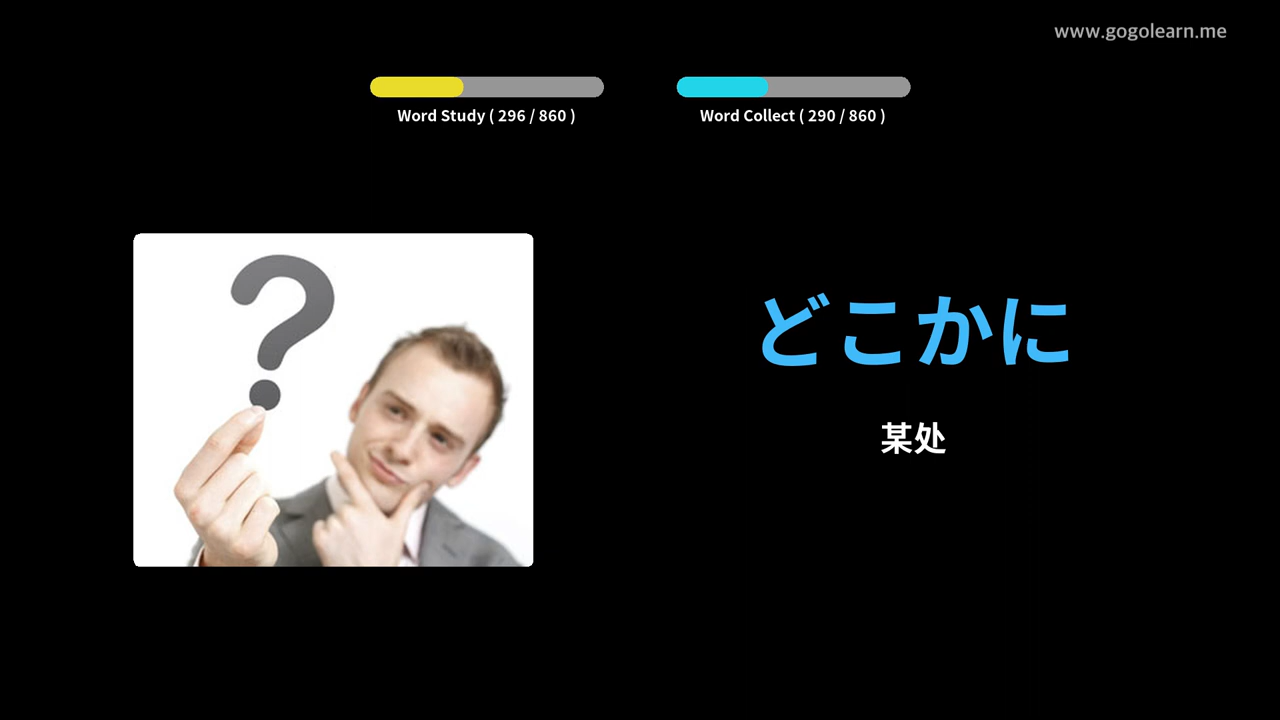 www.gogolearn.me
Word Study ( 296 / 860 )
Word Collect ( 290 / 860 )
?
どこかに
某处